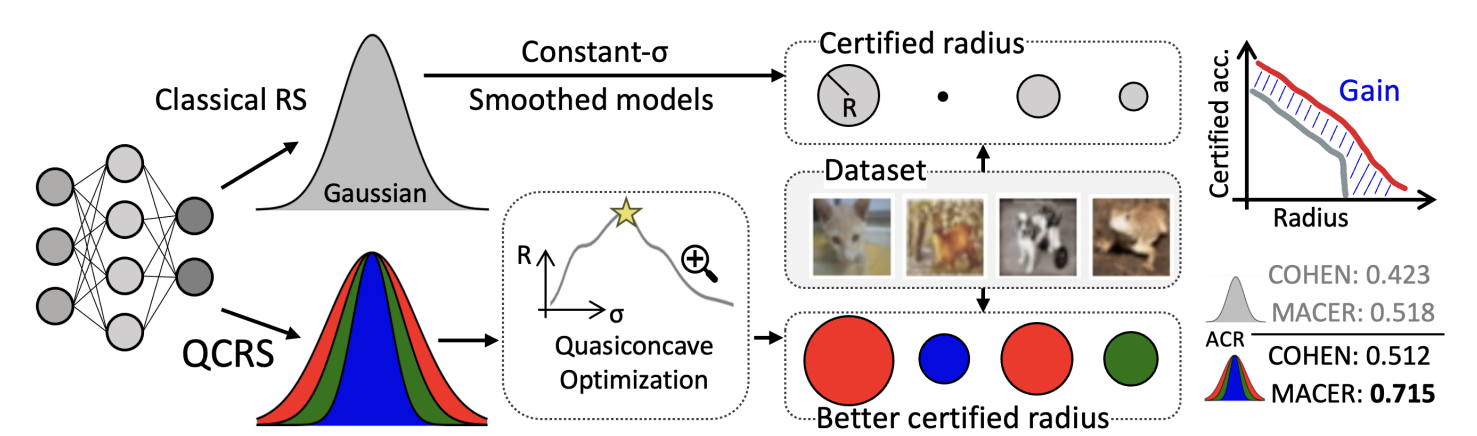 Classical RS
Gaussian
QCRS
Constant-σ
Smoothed models
R
σ
Quasiconcave
Optimization
Certified radius
R
Dataset
Better certified radius
Certified acc.
Gain
Radius
COHEN: 0.423
MACER: 0.518
ACR
COHEN: 0.512
MACER: 0.715